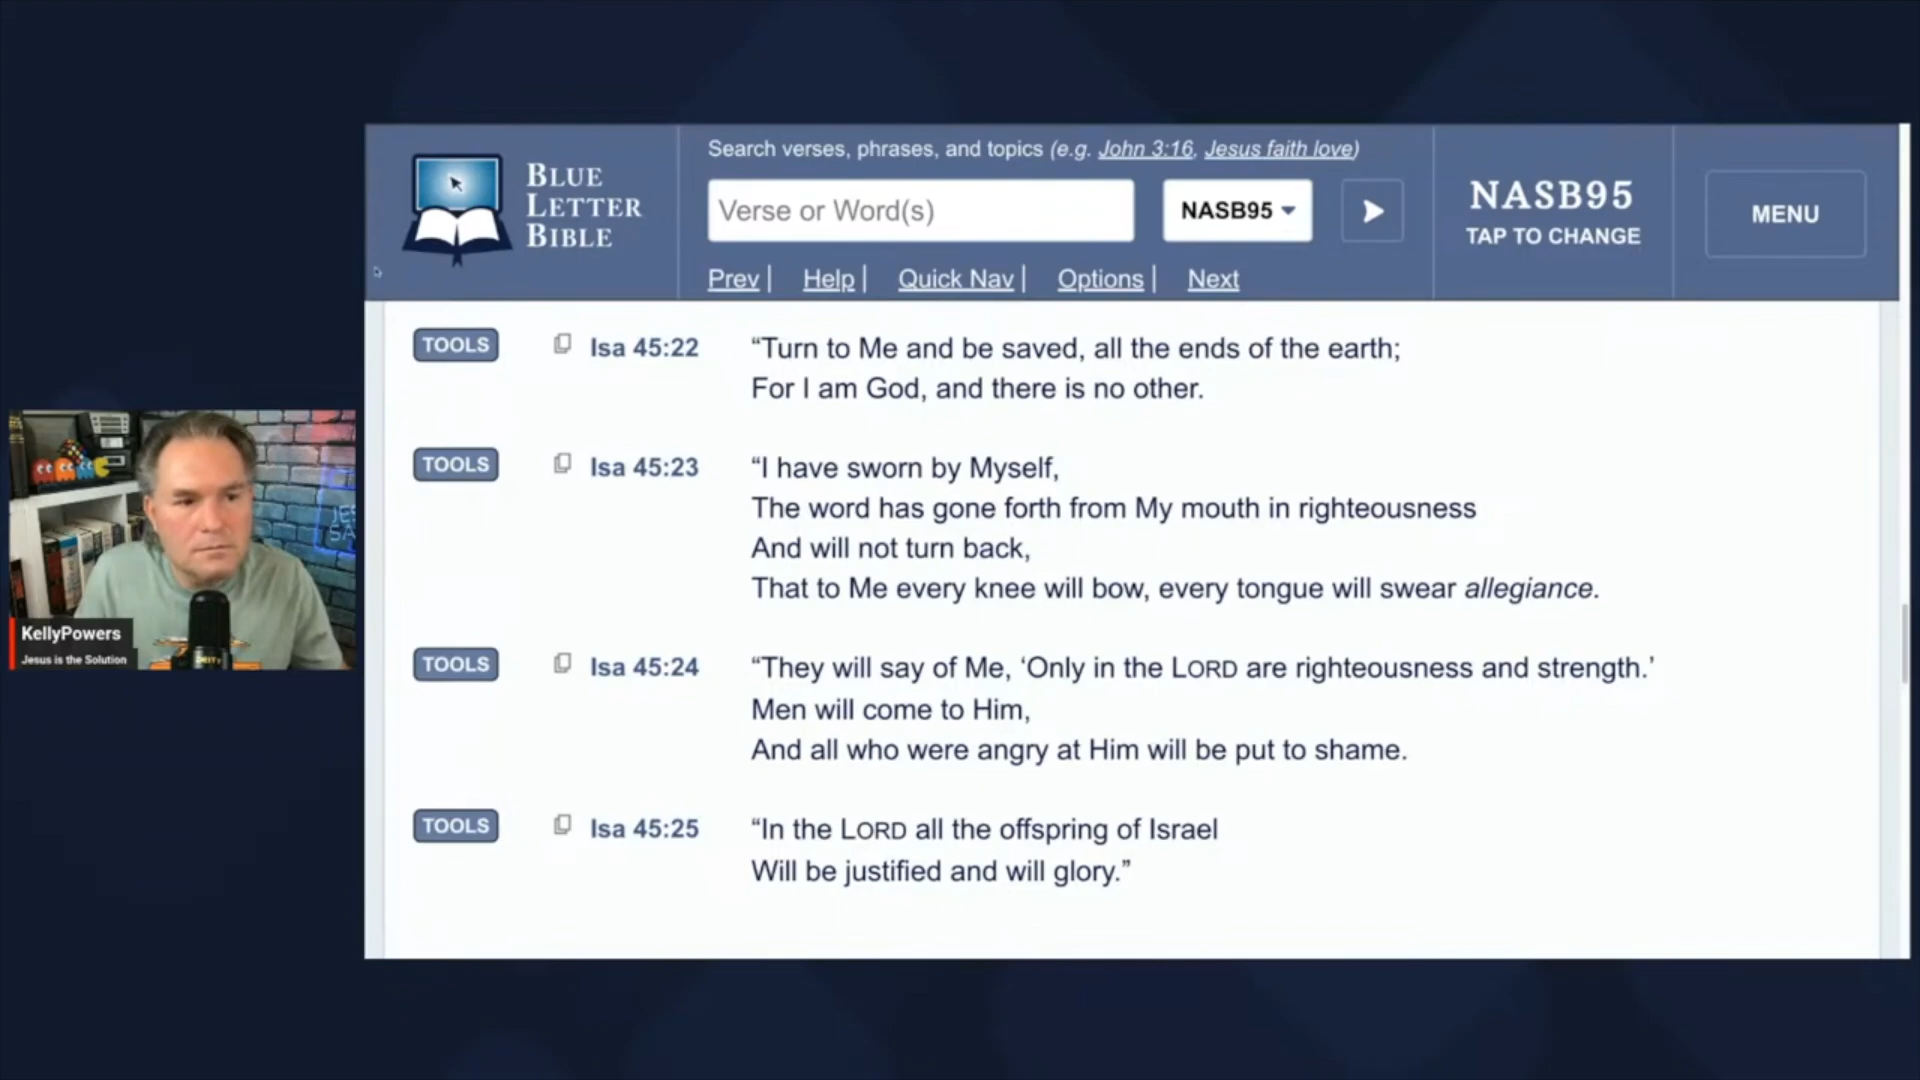 BLUE
LETTER
BIBLE
Search verses, phrases, and topics (e.g. John 3:16, Jesus faith love)
Verse or Word(s)
NASB95
NASB95
TAP TO CHANGE
MENU
Prev | Help | Quick Nav | Options | Next
TOOLS Isa 45:22 “Turn to Me and be saved, all the ends of the earth;
For I am God, and there is no other.
TOOLS Isa 45:23 “I have sworn by Myself,
The word has gone forth from My mouth in righteousness
And will not turn back,
That to Me every knee will bow, every tongue will swear allegiance.
TOOLS Isa 45:24 “They will say of Me, ‘Only in the LORD are righteousness and strength.’
Men will come to Him,
And all who were angry at Him will be put to shame.
TOOLS Isa 45:25 “In the LORD all the offspring of Israel
Will be justified and will glory.”
KellyPowers
Jesus is the Solution